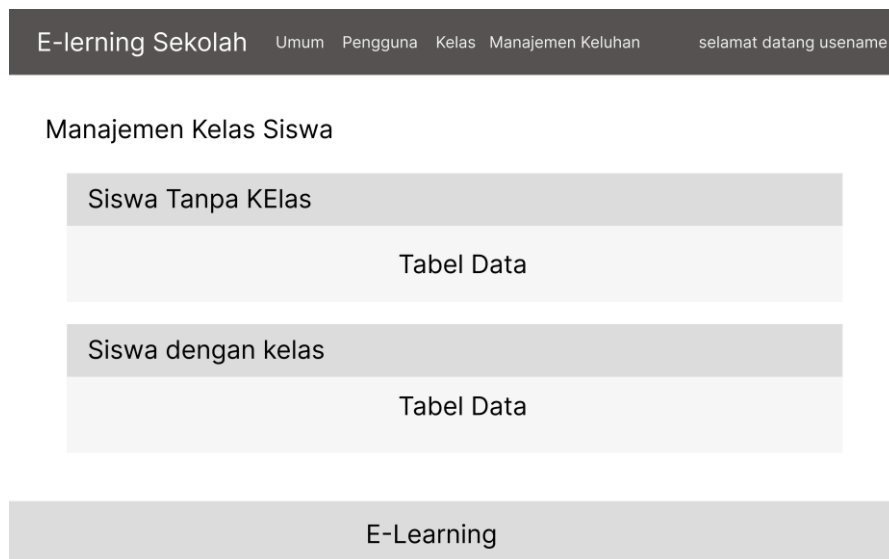 E-lerning Sekolah Umum Pengguna Kelas Manajemen Keluhan selamat datang usename
Manajemen Kelas Siswa
Siswa Tanpa KElas
Tabel Data
Siswa dengan kelas
Tabel Data
E-Learning